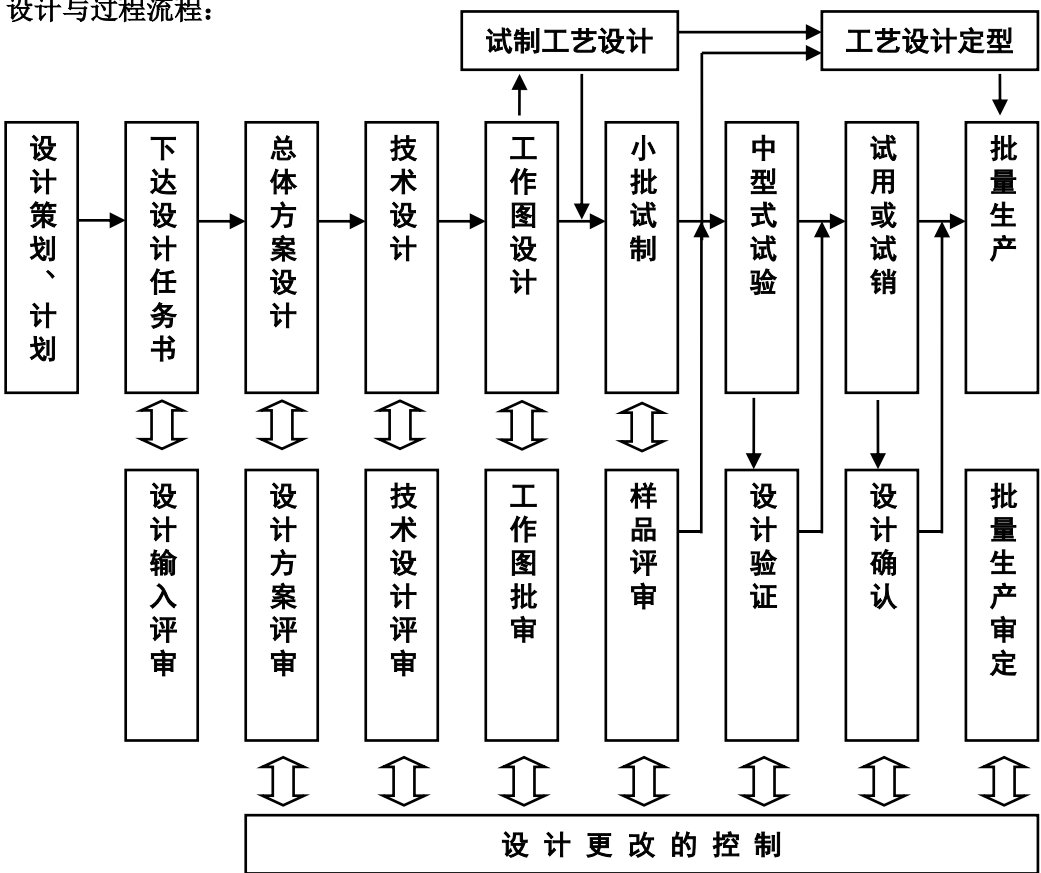 设计与过程流程：
试制工艺设计
工艺设计定型
设计策划、计划
下达设计任务书
总体方案设计
技术设计
工作图设计
小批试制
中型式试验
试用或试销
批量生产
设计输入评审
设计方案评审
技术设计评审
工作图批审
样品评审
设计验证
设计确认
批量生产审定
设计更改的控制